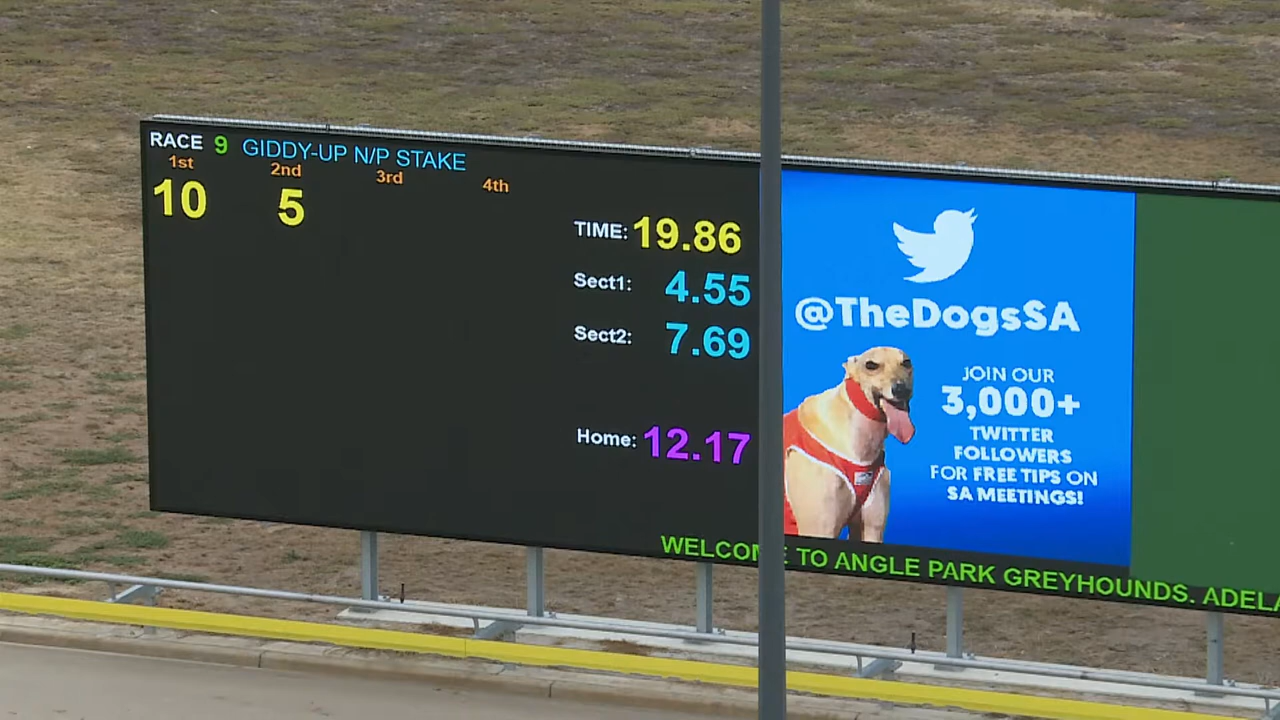 RACE 9 GIDDY-UP N/P STAKE
1st 2nd 3rd 4th
10 5
TIME: 19.86
Sect1: 4.55
Sect2: 7.69
Home: 12.17
@TheDogsSA
JOIN OUR
3,000+
TWITTER
FOLLOWERS
FOR FREE TIPS ON
SA MEETINGS!
WELCOM TO ANGLE PARK GREYHOUNDS. ADELA